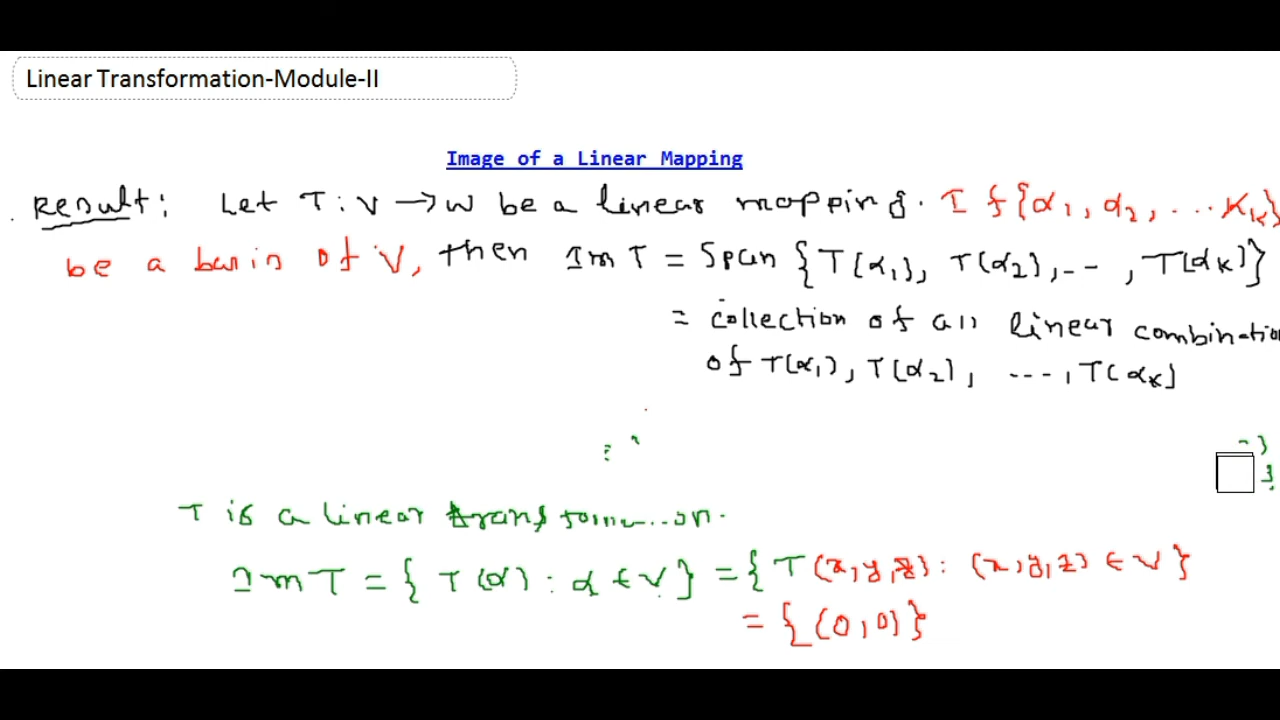 Linear Transformation-Module-II
Image of a Linear Mapping
Result: Let T : V → W be a linear mapping. If {α₁, α₂, ... αₖ}
be a basis of V, then Im T = Span {T(α₁), T(α₂), --, T(αₖ)}
= collection of all linear combination
of T(α₁), T(α₂), ---, T(αₖ)
T is a linear
Im T = { T(α) : α ∈ V } = { T (x,y,z) : (x,y,z) ∈ V }
= { (0,0) }